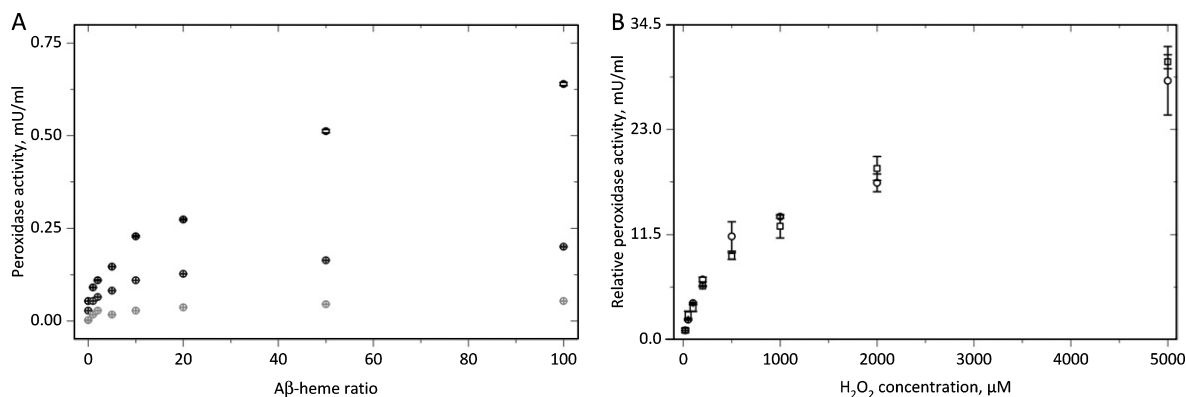 A
Peroxidase activity, mU/ml
0.75
0.50
0.25
0.00
0 20 40 60 80 100
Aβ-heme ratio
B
Relative peroxidase activity, mU/ml
34.5
23.0
11.5
0.0
0 1000 2000 3000 4000 5000
H₂O₂ concentration, μM